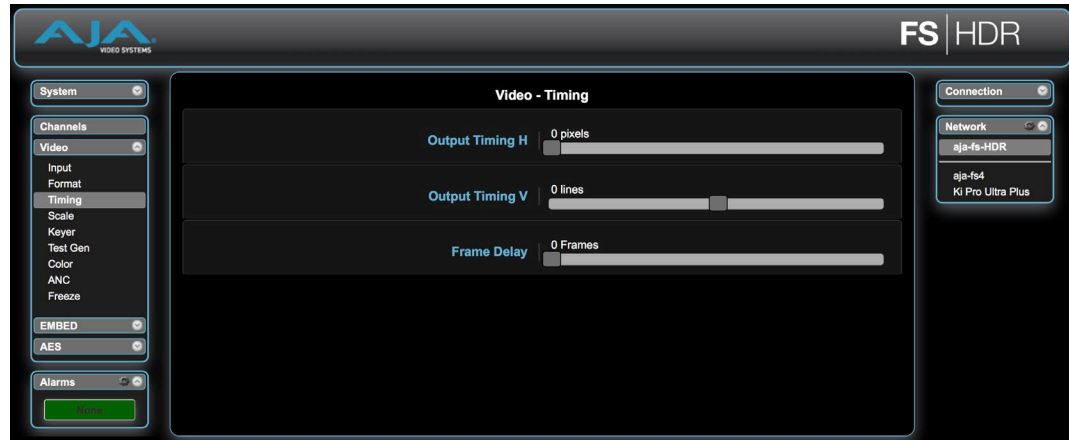 AJA
VIDEO SYSTEMS
FS HDR
System
Channels
Video
Input
Format
Timing
Scale
Keyer
Test Gen
Color
ANC
Freeze
EMBED
AES
Alarms
None
Video - Timing
Output Timing H
0 pixels
Output Timing V
0 lines
Frame Delay
0 Frames
Connection
Network
aja-fs-HDR
aja-fs4
Ki Pro Ultra Plus